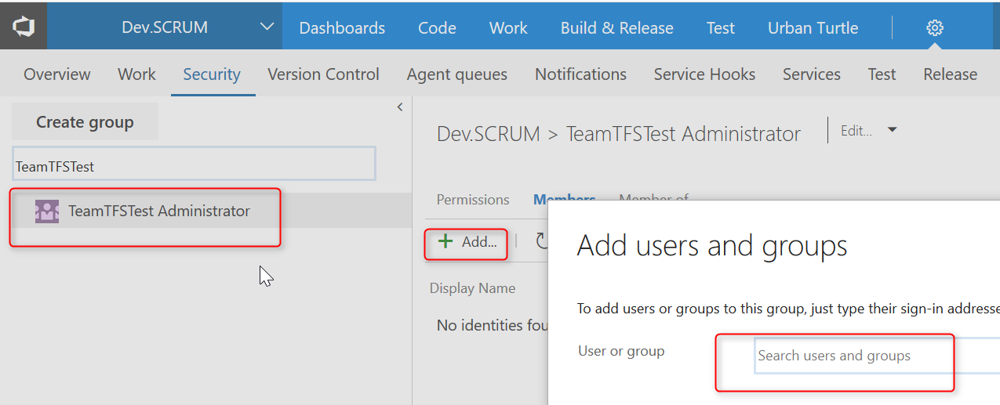 Dev.SCRUM Dashboards Code Work Build & Release Test Urban Turtle
Overview Work Security Version Control Agent queues Notifications Service Hooks Services Test Release
Create group
TeamTFSTest
TeamTFSTest Administrator
Dev.SCRUM > TeamTFSTest Administrator Edit...
Permissions Members Member of
+ Add...
Display Name
No identities fou
Add users and groups
To add users or groups to this group, just type their sign-in addresse
User or group Search users and groups